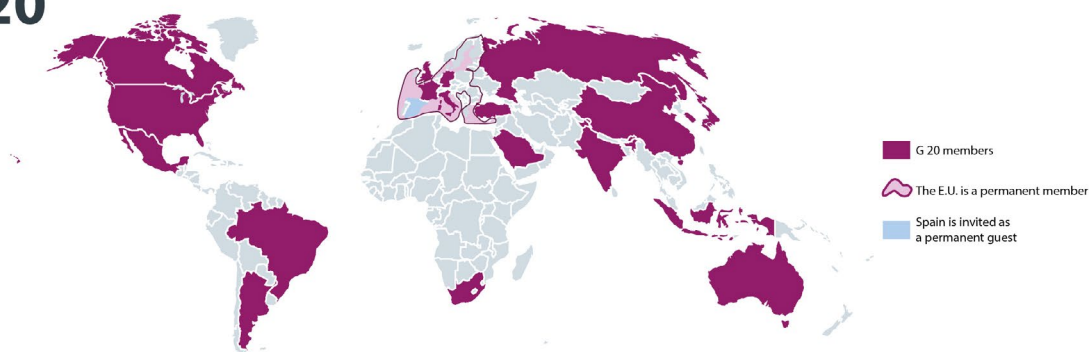 20
G 20 members
The E.U. is a permanent member
Spain is invited as
a permanent guest